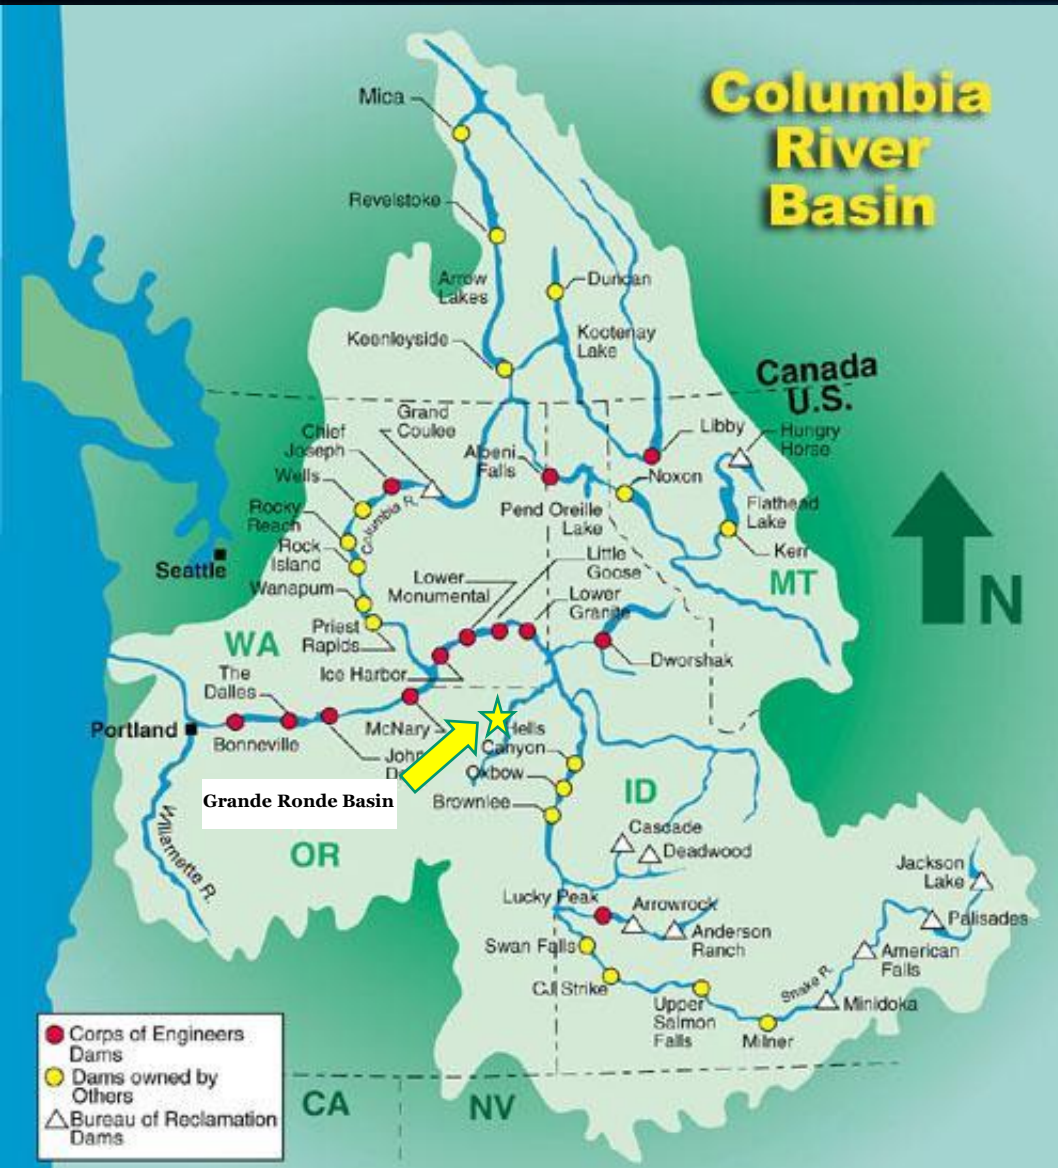 Columbia
River
Basin
Mica
Revelstoke
Arrow
Lakes
Duncan
Keenleyside
Kootenay
Lake
Canada
U.S.
Grand
Coulee
Chief
Joseph
Albeni
Falls
Libby
Hungry
Horse
Wells
Noxon
Rocky
Reach
Columbia R.
Pend Oreille
Lake
Flathead
Lake
Rock
Island
Kerr
Seattle
Little
Goose
Wanapum
Lower
Monumental
MT
N
Lower
Granite
Priest
Rapids
WA
Ice Harbor
Dworshak
The
Dalles
Portland
Bonneville
McNary
John
D
Hells
Canyon
Oxbow
Grande Ronde Basin
Brownlee
ID
Willamette R.
Cascade
Deadwood
OR
Jackson
Lake
Lucky Peak
Arrowrock
Palisades
Anderson
Ranch
Swan Falls
American
Falls
CJ Strike
Snake R.
Upper
Salmon
Falls
Minidoka
Milner
Corps of Engineers
Dams
Dams owned by
Others
Bureau of Reclamation
Dams
CA
NV